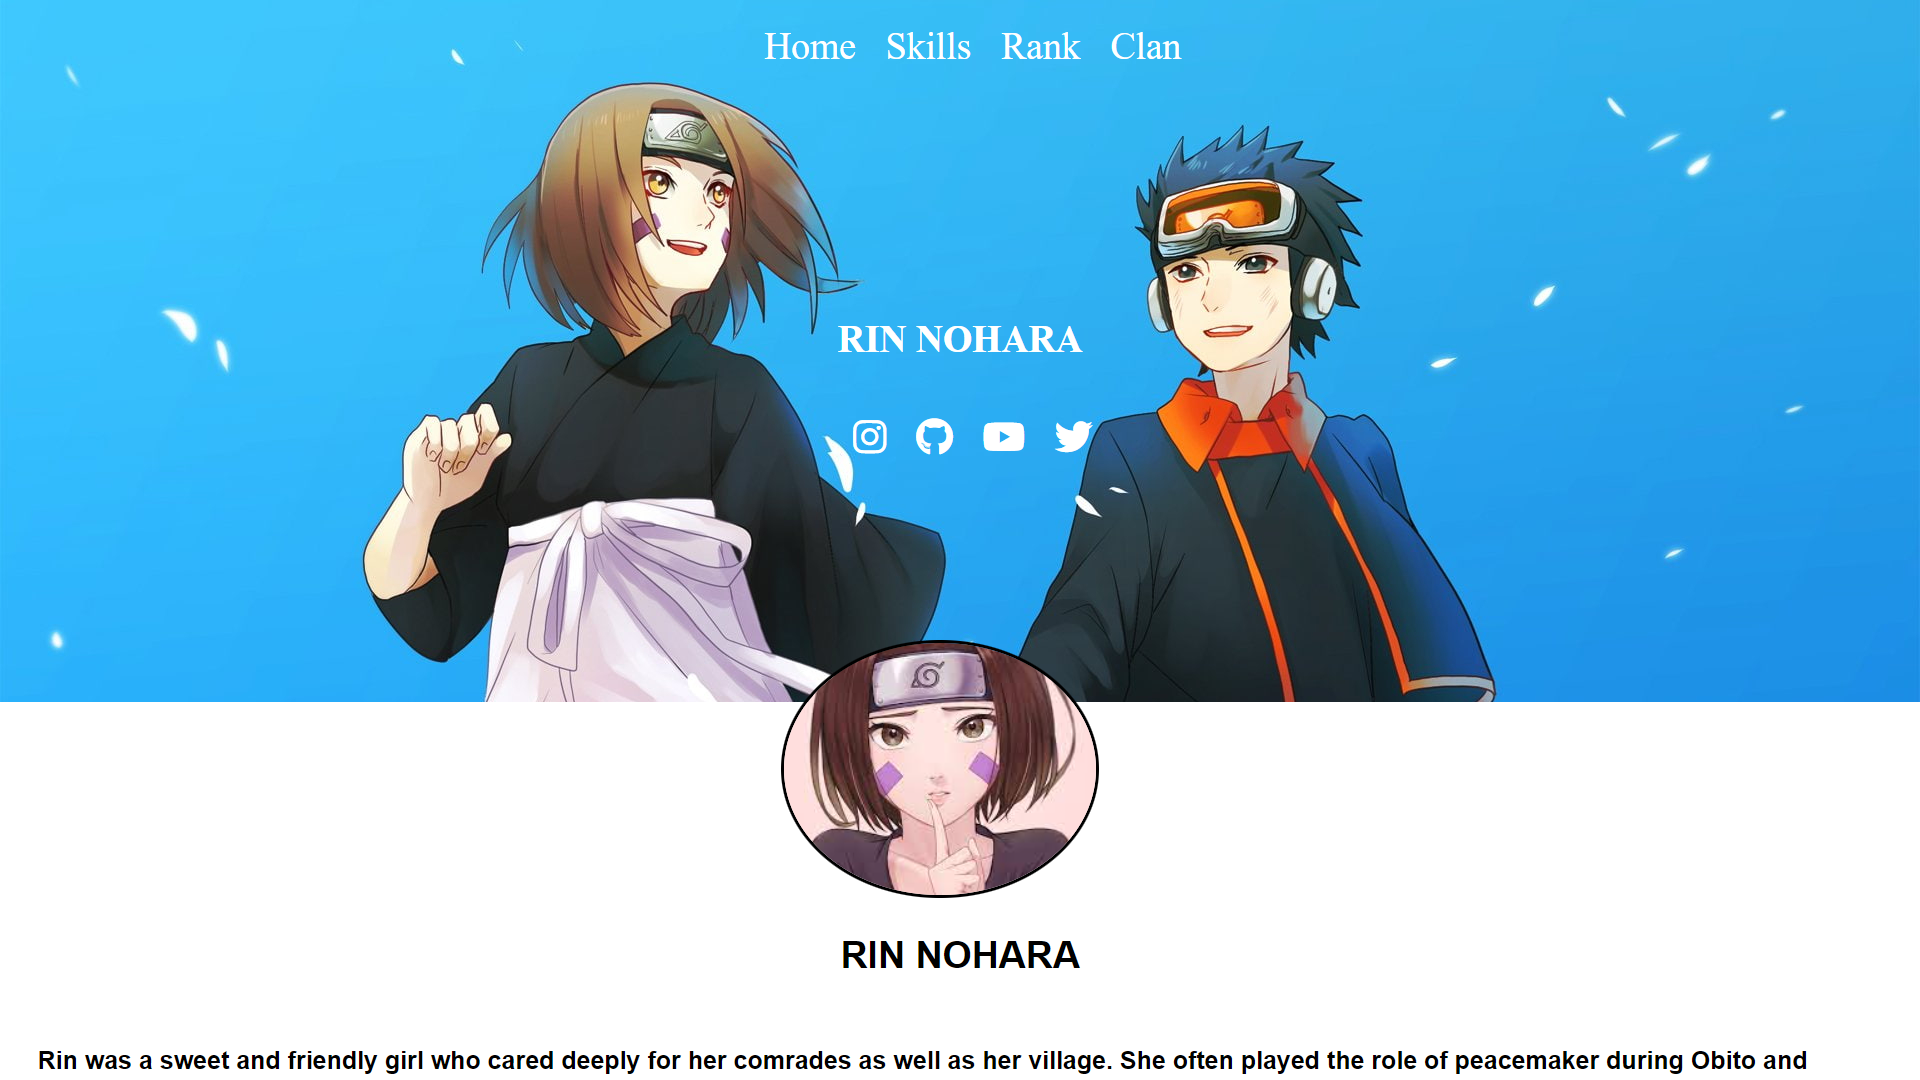 Home Skills Rank Clan
RIN NOHARA
RIN NOHARA
Rin was a sweet and friendly girl who cared deeply for her comrades as well as her village. She often played the role of peacemaker during Obito and